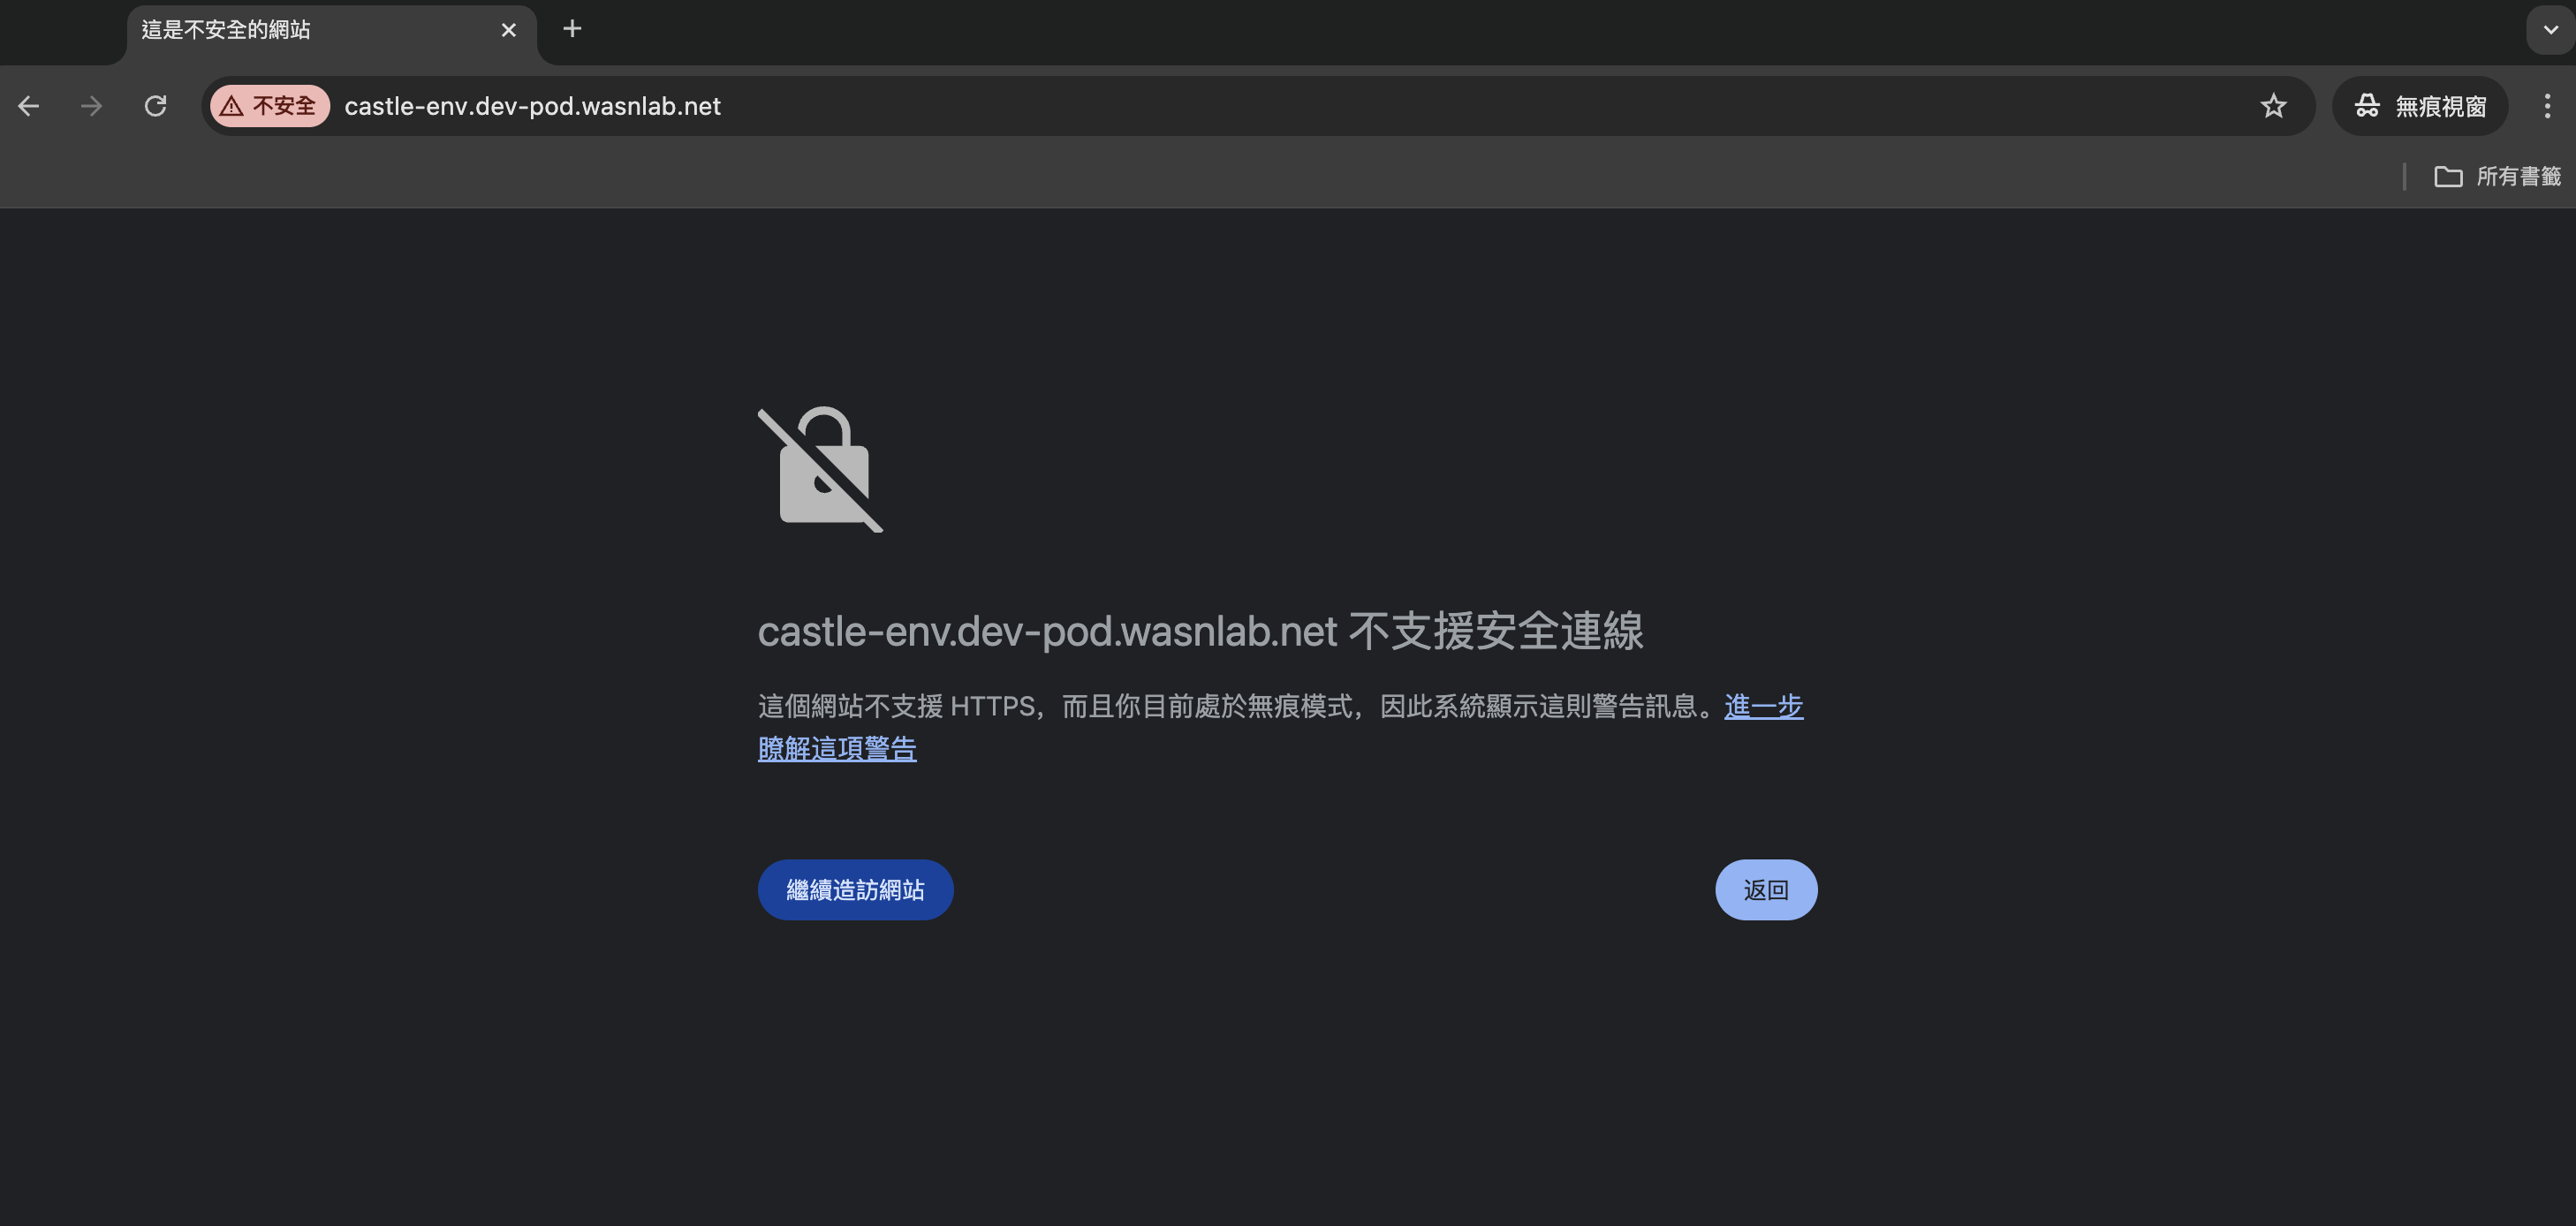 這是不安全的網站
不安全 castle-env.dev-pod.wasnlab.net 無痕視窗
所有書籤
castle-env.dev-pod.wasnlab.net 不支援安全連線
這個網站不支援 HTTPS，而且你目前處於無痕模式，因此系統顯示這則警告訊息。進一步
瞭解這項警告
繼續造訪網站 返回